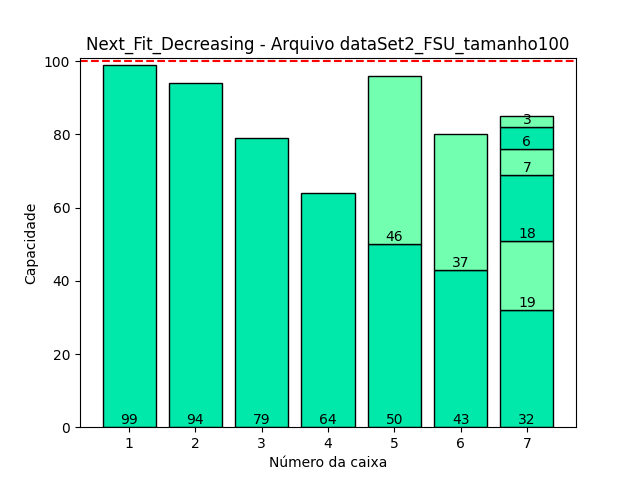 Next_Fit_Decreasing - Arquivo dataSet2_FSU_tamanho100
100
80
60
40
20
0
Capacidade
46
37
3
6
7
18
19
99 94 79 64 50 43 32
1 2 3 4 5 6 7
Número da caixa